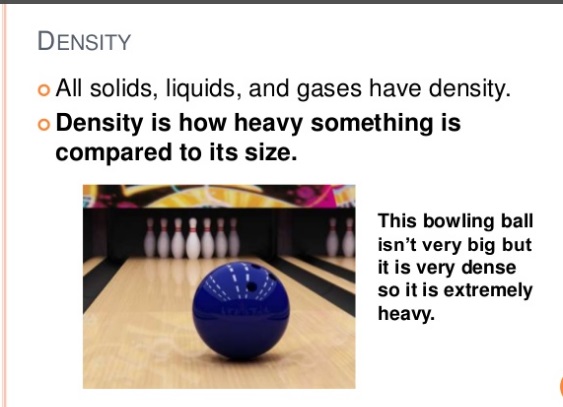 DENSITY
All solids, liquids, and gases have density.
Density is how heavy something is
compared to its size.
This bowling ball
isn't very big but
it is very dense
so it is extremely
heavy.